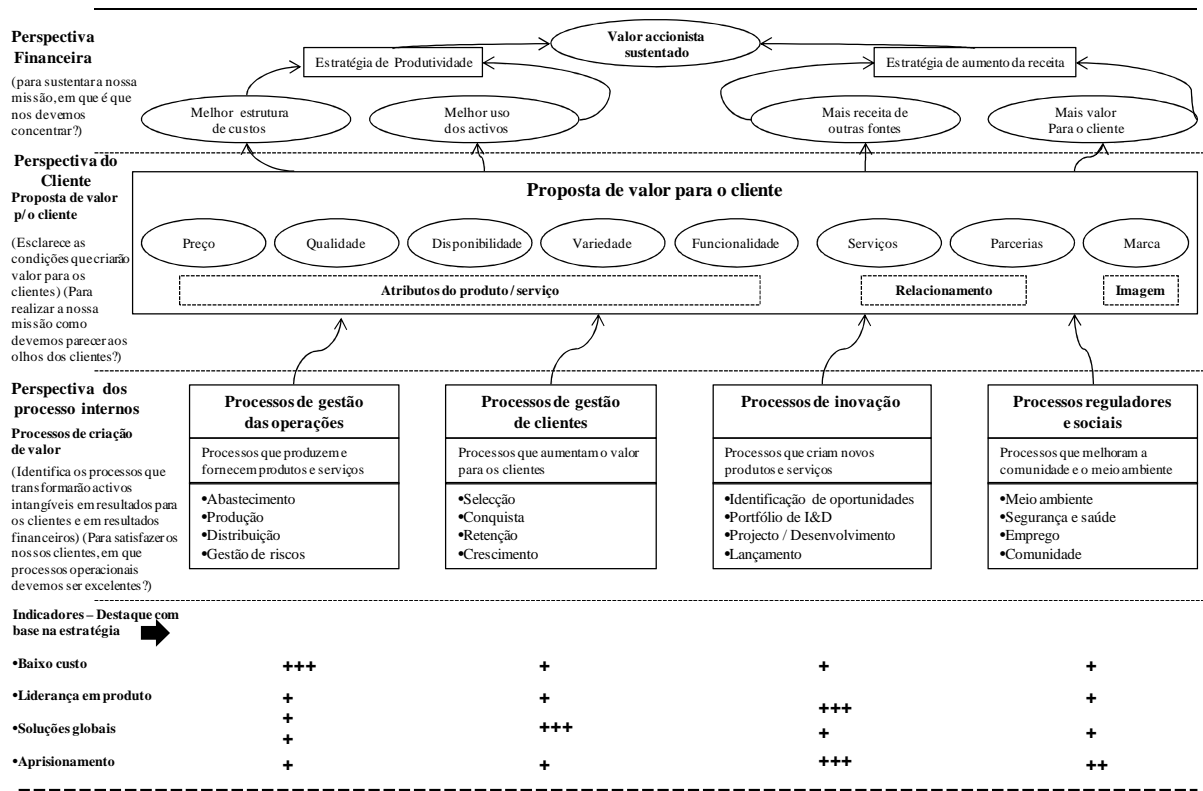 Perspectiva
Financeira
(para sustentar a nossa
missão, em que é que
nos devemos
concentrar?)
Valor accionista
sustentado
Estratégia de Produtividade
Estratégia de aumento da receita
Melhor estrutura
de custos
Melhor uso
dos activos
Mais receita de
outras fontes
Mais valor
Para o cliente
Perspectiva do
Cliente
Proposta de valor
p/ o cliente
(Esclarece as
condições que criarão
valor para os
clientes) (Para
realizar a nossa
missão como
devemos parecer aos
olhos dos clientes?)
Proposta de valor para o cliente
Preço
Qualidade
Disponibilidade
Variedade
Funcionalidade
Serviços
Parcerias
Marca
Atributos do produto / serviço
Relacionamento
Imagem
Perspectiva dos
processo internos
Processos de criação
de valor
(Identifica os processos que
transformarão activos
intangíveis em resultados para
os clientes e em resultados
financeiros) (Para satisfazer os
nossos clientes, em que
processos operacionais
devemos ser excelentes?)
Processos de gestão
das operações
Processos que produzem e
fornecem produtos e serviços
•Abastecimento
•Produção
•Distribuição
•Gestão de riscos
Processos de gestão
de clientes
Processos que aumentam o valor
para os clientes
•Selecção
•Conquista
•Retenção
•Crescimento
Processos de inovação
Processos que criam novos
produtos e serviços
•Identificação de oportunidades
•Portfólio de I&D
•Projecto / Desenvolvimento
•Lançamento
Processos reguladores
e sociais
Processos que melhoram a
comunidade e o meio ambiente
•Meio ambiente
•Segurança e saúde
•Emprego
•Comunidade
Indicadores – Destaque com
base na estratégia
•Baixo custo +++ + + +
•Liderança em produto + + +++ +
+
•Soluções globais + +++ + +
•Aprisionamento + + +++ ++